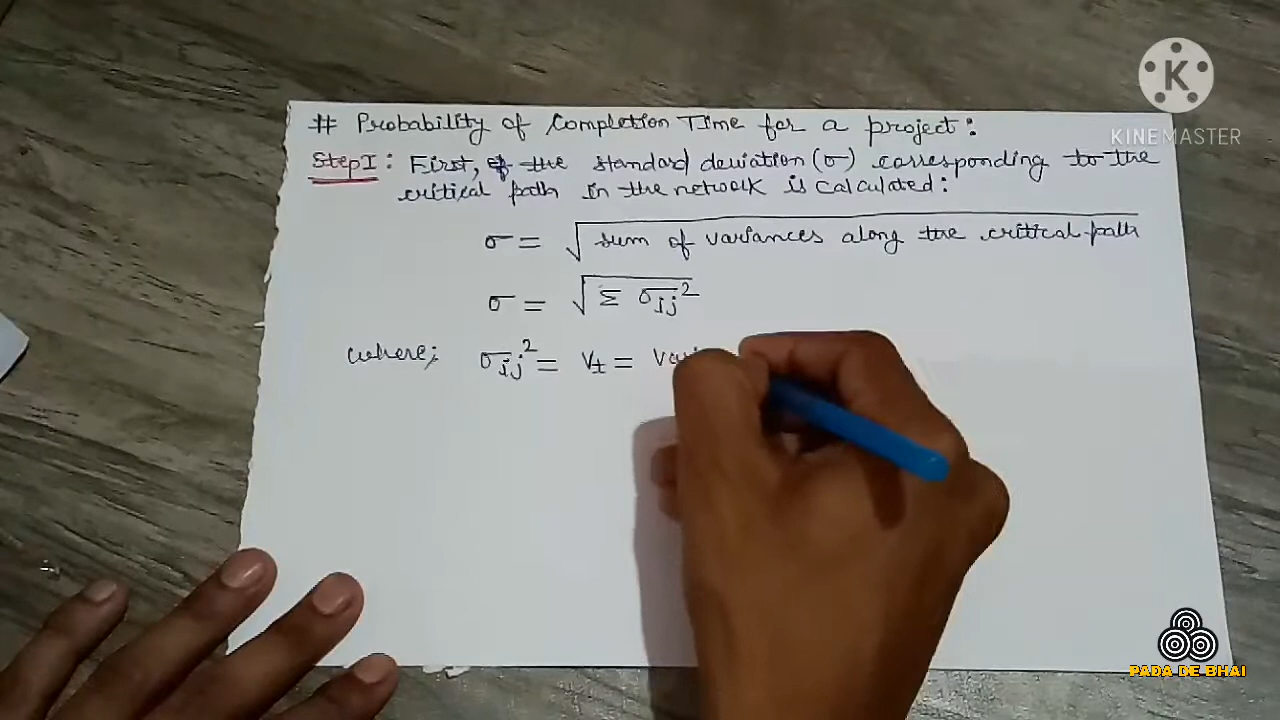 K
KINEMASTER
# Probability of Completion Time for a project:
Step I: First, of the standard deviation (σ) corresponding to the
critical path in the network is calculated:
σ = √sum of variances along the critical path
σ = √Σ σij²
where; σij² = Vt =
PADA DE BHAI